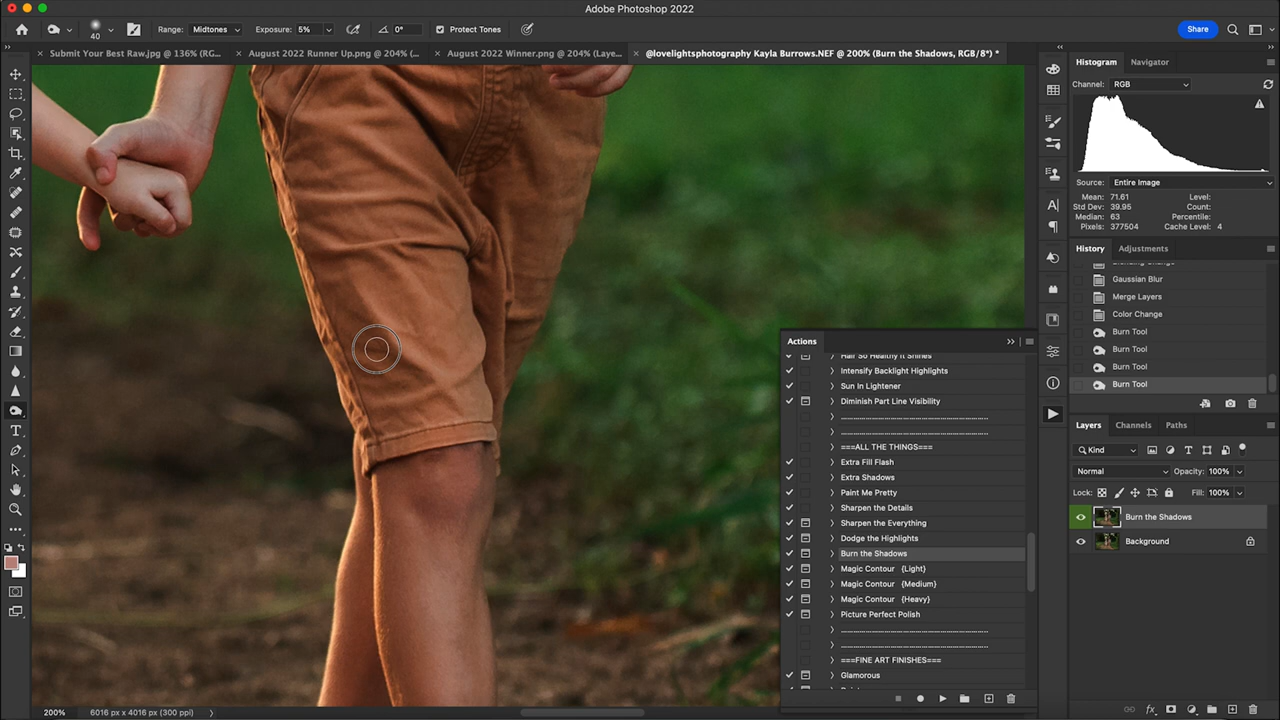 Adobe Photoshop 2022
40 Range: Midtones Exposure: 5% 0° Protect Tones Share
Submit Your Best Raw.jpg @ 136% (RG... August 2022 Runner Up.png @ 204% (... August 2022 Winner.png @ 204% (Laye... @lovelightsphotography Kayla Burrows.NEF @ 200% (Burn the Shadows, RGB/8*) *
Histogram Navigator
Channel: RGB
Source: Entire Image
Mean: 71.61 Level:
Std Dev: 39.95 Count:
Median: 63 Percentile:
Pixels: 377504 Cache Level: 4
History Adjustments
Gaussian Blur
Merge Layers
Color Change
Burn Tool
Burn Tool
Burn Tool
Burn Tool
Layers Channels Paths
Kind
Normal Opacity: 100%
Lock: Fill: 100%
Burn the Shadows
Background
Actions
Hair So Healthy It Shines
Intensify Backlight Highlights
Sun In Lightener
Diminish Part Line Visibility
===ALL THE THINGS===
Extra Fill Flash
Extra Shadows
Paint Me Pretty
Sharpen the Details
Sharpen the Everything
Dodge the Highlights
Burn the Shadows
Magic Contour {Light}
Magic Contour {Medium}
Magic Contour {Heavy}
Picture Perfect Polish
===FINE ART FINISHES===
Glamorous
200% 6016 px x 4016 px (300 ppi)